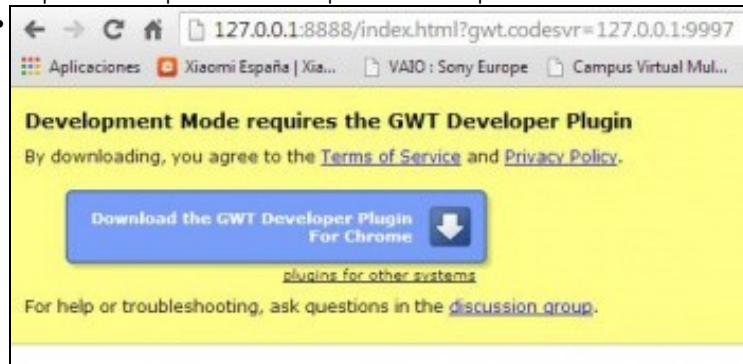 127.0.0.1:8888/index.html?gwt.codesvr=127.0.0.1:9997
Aplicaciones Xiaomi España | Xia... VAIO : Sony Europe Campus Virtual Mul...
Development Mode requires the GWT Developer Plugin
By downloading, you agree to the Terms of Service and Privacy Policy.
Download the GWT Developer Plugin
For Chrome
plugins for other systems
For help or troubleshooting, ask questions in the discussion group.